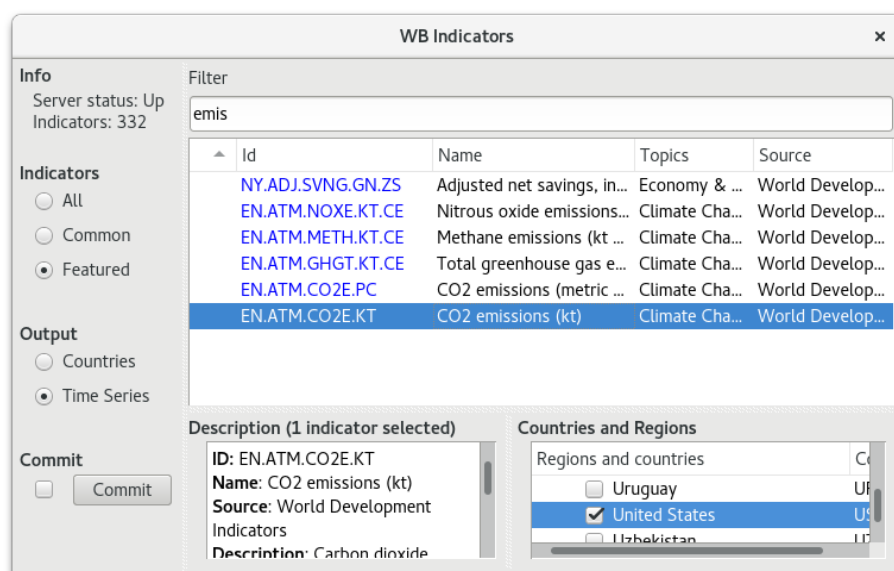 WB Indicators
Info
Server status: Up
Indicators: 332
Indicators
All
Common
Featured
Output
Countries
Time Series
Commit
Commit
Filter
emis
Id Name Topics Source
NY.ADJ.SVNG.GN.ZS Adjusted net savings, in... Economy & ... World Develop...
EN.ATM.NOXE.KT.CE Nitrous oxide emissions... Climate Cha... World Develop...
EN.ATM.METH.KT.CE Methane emissions (kt ... Climate Cha... World Develop...
EN.ATM.GHGT.KT.CE Total greenhouse gas e... Climate Cha... World Develop...
EN.ATM.CO2E.PC CO2 emissions (metric ... Climate Cha... World Develop...
EN.ATM.CO2E.KT CO2 emissions (kt) Climate Cha... World Develop...
Description (1 indicator selected)
ID: EN.ATM.CO2E.KT
Name: CO2 emissions (kt)
Source: World Development
Indicators
Description: Carbon dioxide
Countries and Regions
Regions and countries
Uruguay
United States
Uzbekistan